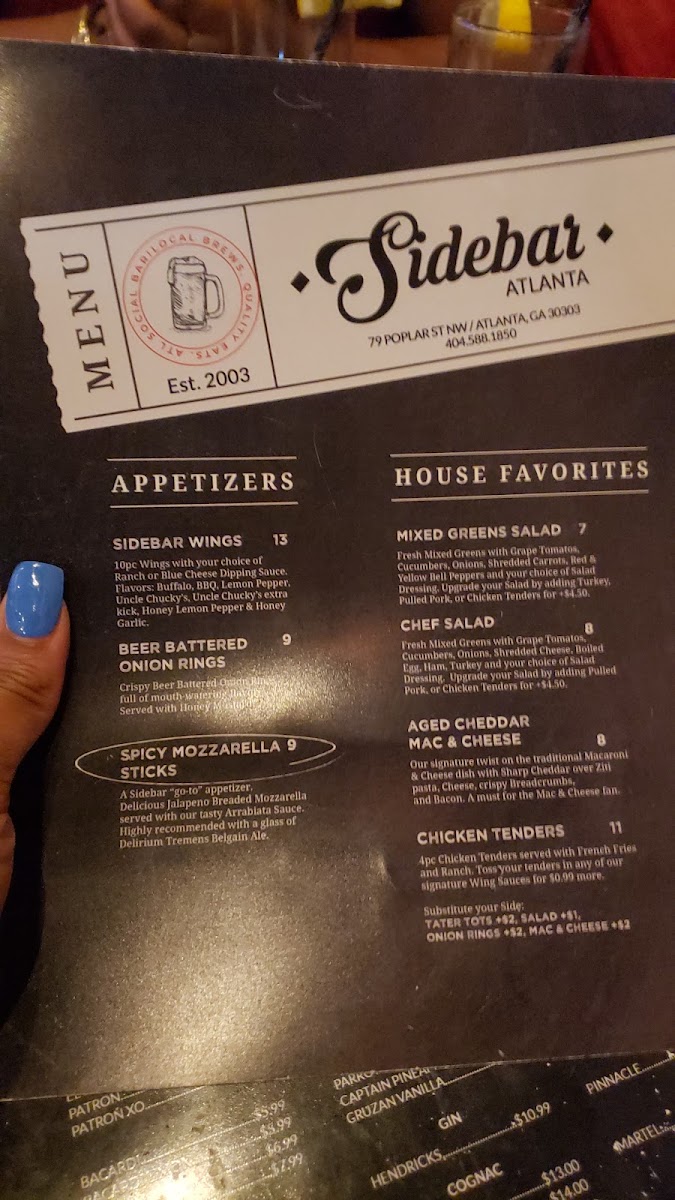 MENU
ATL SOCIAL BAR | LOCAL BREWS. QUALITY EATS.
Est. 2003
Sidebar
ATLANTA
79 POPLAR ST NW / ATLANTA, GA 30303
404.588.1850
APPETIZERS
SIDEBAR WINGS 13
10pc Wings with your choice of
Ranch or Blue Cheese Dipping Sauce.
Flavors: Buffalo, BBQ, Lemon Pepper,
Uncle Chucky's, Uncle Chucky's extra
kick, Honey Lemon Pepper & Honey
Garlic.
BEER BATTERED 9
ONION RINGS
Crispy Beer Battered Onion
full of mouth-watering
Served with Honey
SPICY MOZZARELLA 9
STICKS
A Sidebar "go-to" appetizer,
Delicious Jalapeno Breaded Mozzarella
served with our tasty Arrabiata Sauce.
Highly recommended with a glass of
Delirium Tremens Belgain Ale.
HOUSE FAVORITES
MIXED GREENS SALAD 7
Fresh Mixed Greens with Grape Tomatos,
Cucumbers, Onions, Shredded Carrots, Red &
Yellow Bell Peppers and your choice of Salad
Dressing. Upgrade your Salad by adding Turkey,
Pulled Pork, or Chicken Tenders for +$4.50.
CHEF SALAD 8
Fresh Mixed Greens with Grape Tomatos,
Cucumbers, Onions, Shredded Cheese, Boiled
Egg, Ham, Turkey and your choice of Salad
Dressing. Upgrade your Salad by adding Pulled
Pork, or Chicken Tenders for +$4.50.
AGED CHEDDAR
MAC & CHEESE 8
Our signature twist on the traditional Macaroni
& Cheese dish with Sharp Cheddar over Ziti
pasta, Cheese, crispy Breadcrumbs,
and Bacon. A must for the Mac & Cheese fan.
CHICKEN TENDERS 11
4pc Chicken Tenders served with French Fries
and Ranch. Toss your tenders in any of our
signature Wing Sauces for $0.99 more.
Substitute your Side:
TATER TOTS +$2, SALAD +$1,
ONION RINGS +$2, MAC & CHEESE +$2
PATRON
PATRON XO
BACARDI
$5.99
$6.99
$7.99
CAPTAIN
GRUZAN VANILLA
GIN
HENDRICKS $10.99
COGNAC
$13.00
$14.00
PINNACLE
MARTEL